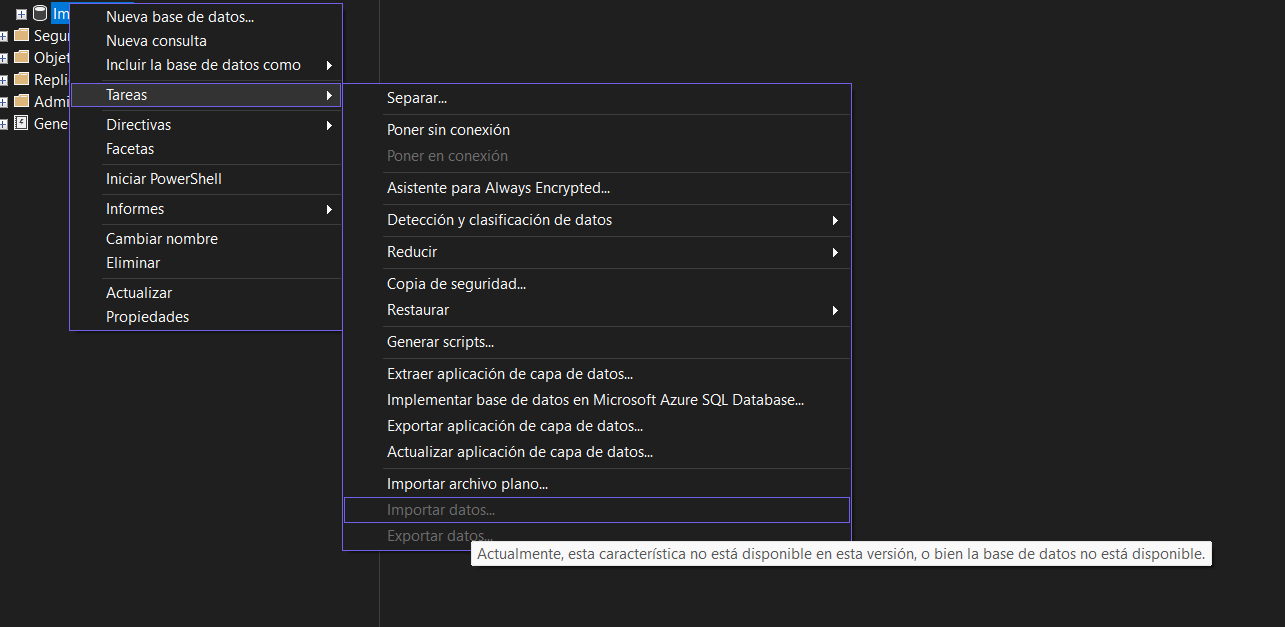 Im
Segur
Objet
Repli
Admi
Gene
Nueva base de datos...
Nueva consulta
Incluir la base de datos como
Tareas
Directivas
Facetas
Iniciar PowerShell
Informes
Cambiar nombre
Eliminar
Actualizar
Propiedades
Separar...
Poner sin conexión
Poner en conexión
Asistente para Always Encrypted...
Detección y clasificación de datos
Reducir
Copia de seguridad...
Restaurar
Generar scripts...
Extraer aplicación de capa de datos...
Implementar base de datos en Microsoft Azure SQL Database...
Exportar aplicación de capa de datos...
Actualizar aplicación de capa de datos...
Importar archivo plano...
Importar datos...
Exportar datos...
Actualmente, esta característica no está disponible en esta versión, o bien la base de datos no está disponible.